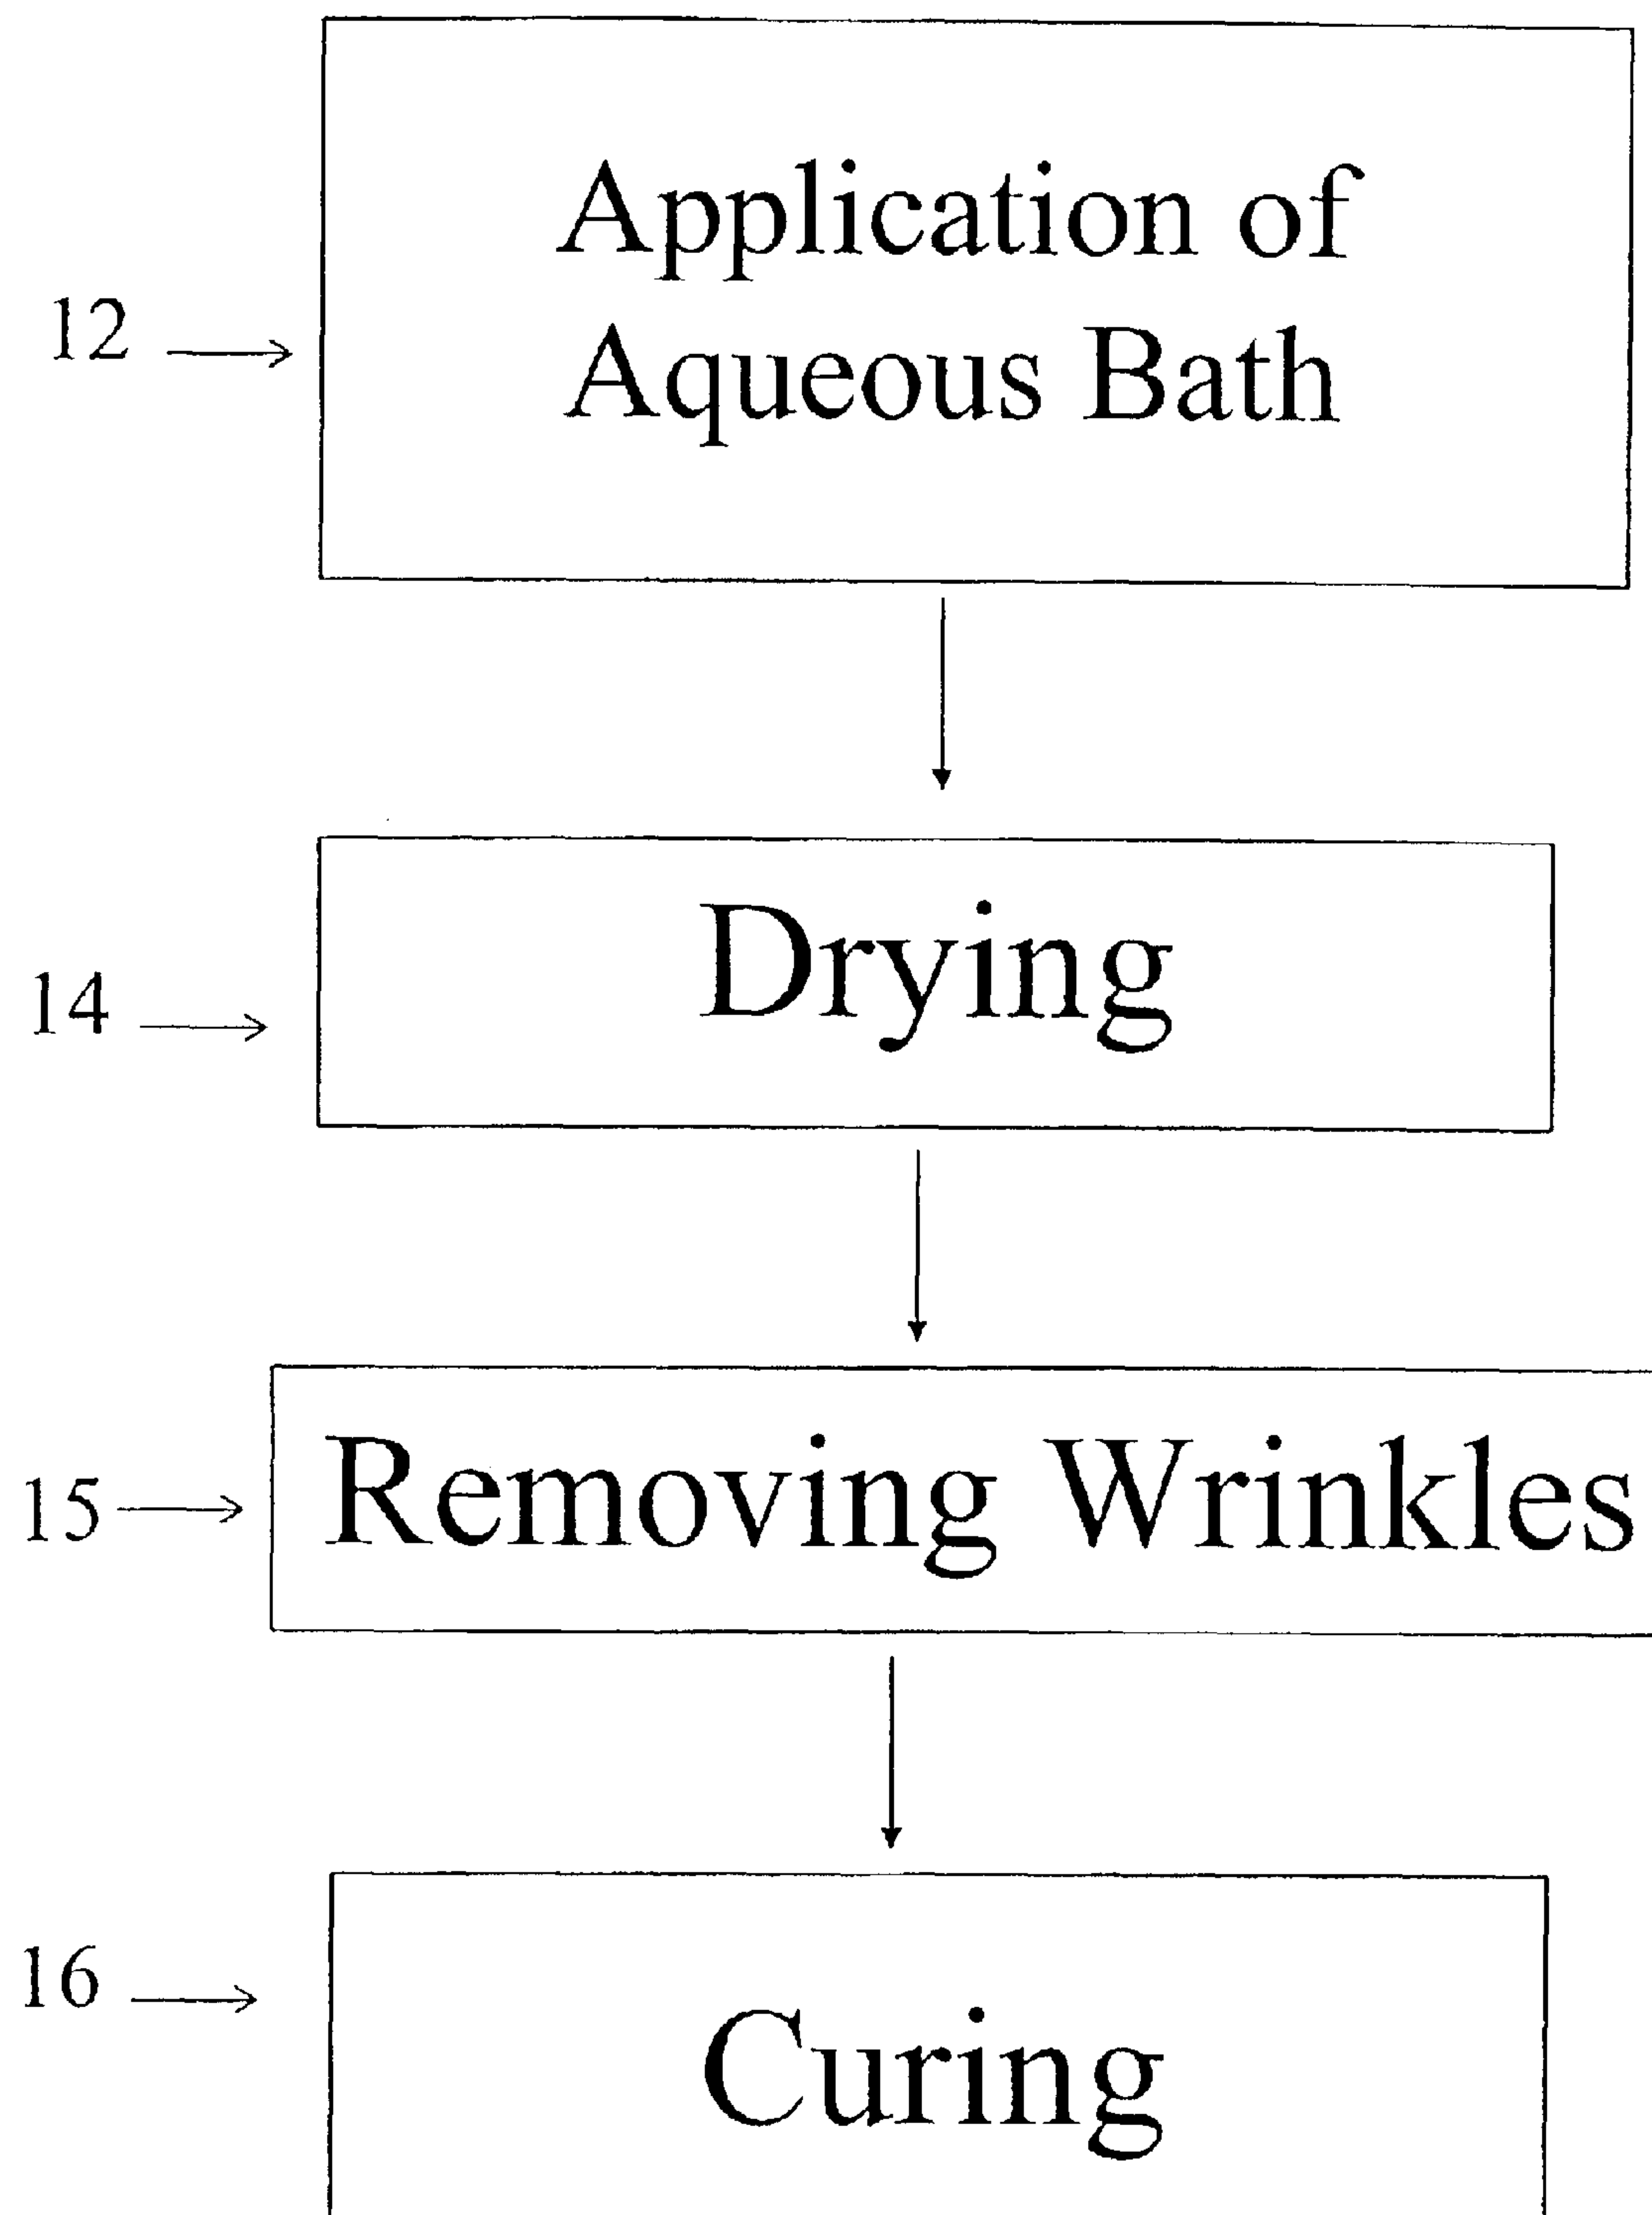 Application of
12 Aqueous Bath
14 Drying
15 Removing Wrinkles
16 Curing